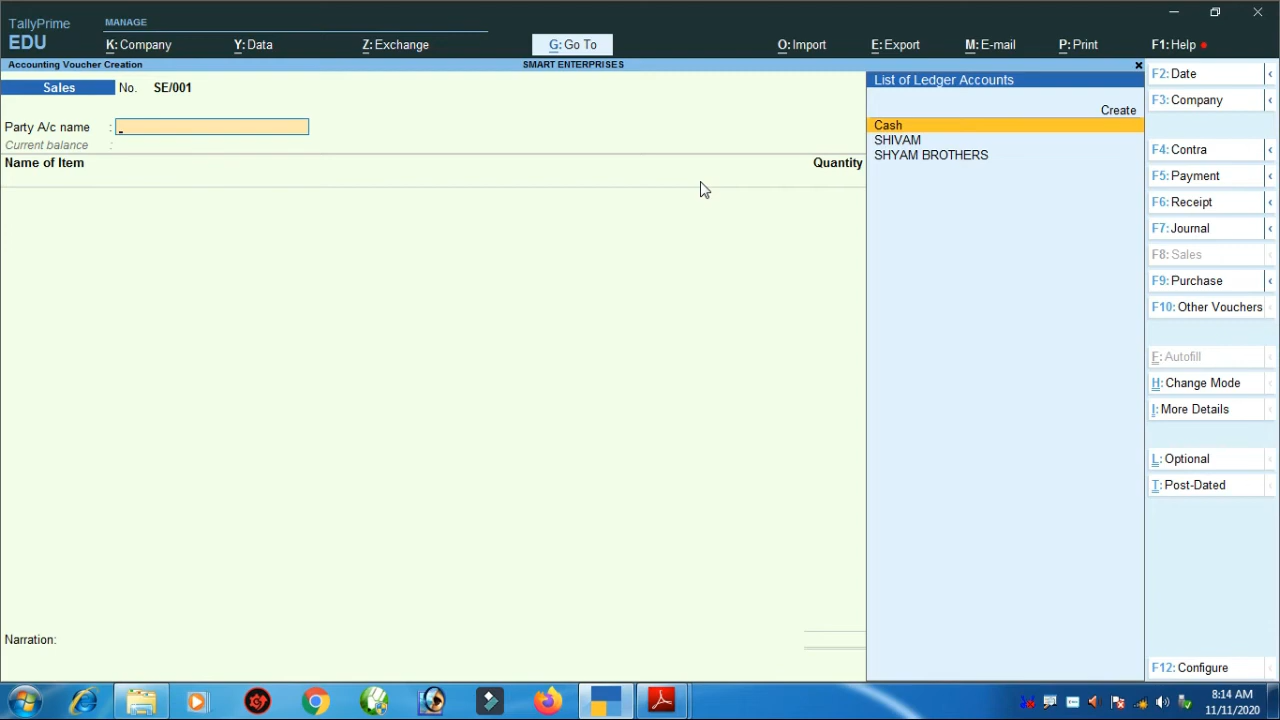 TallyPrime
EDU
MANAGE
K: Company
Y: Data
Z: Exchange
G: Go To
O: Import
E: Export
M: E-mail
P: Print
F1: Help
Accounting Voucher Creation
SMART ENTERPRISES
Sales No. SE/001
Party A/c name :
Current balance :
Name of Item
Quantity
List of Ledger Accounts
Create
Cash
SHIVAM
SHYAM BROTHERS
F2: Date
F3: Company
F4: Contra
F5: Payment
F6: Receipt
F7: Journal
F8: Sales
F9: Purchase
F10: Other Vouchers
F: Autofill
H: Change Mode
I: More Details
L: Optional
T: Post-Dated
F12: Configure
Narration:
8:14 AM
11/11/2020